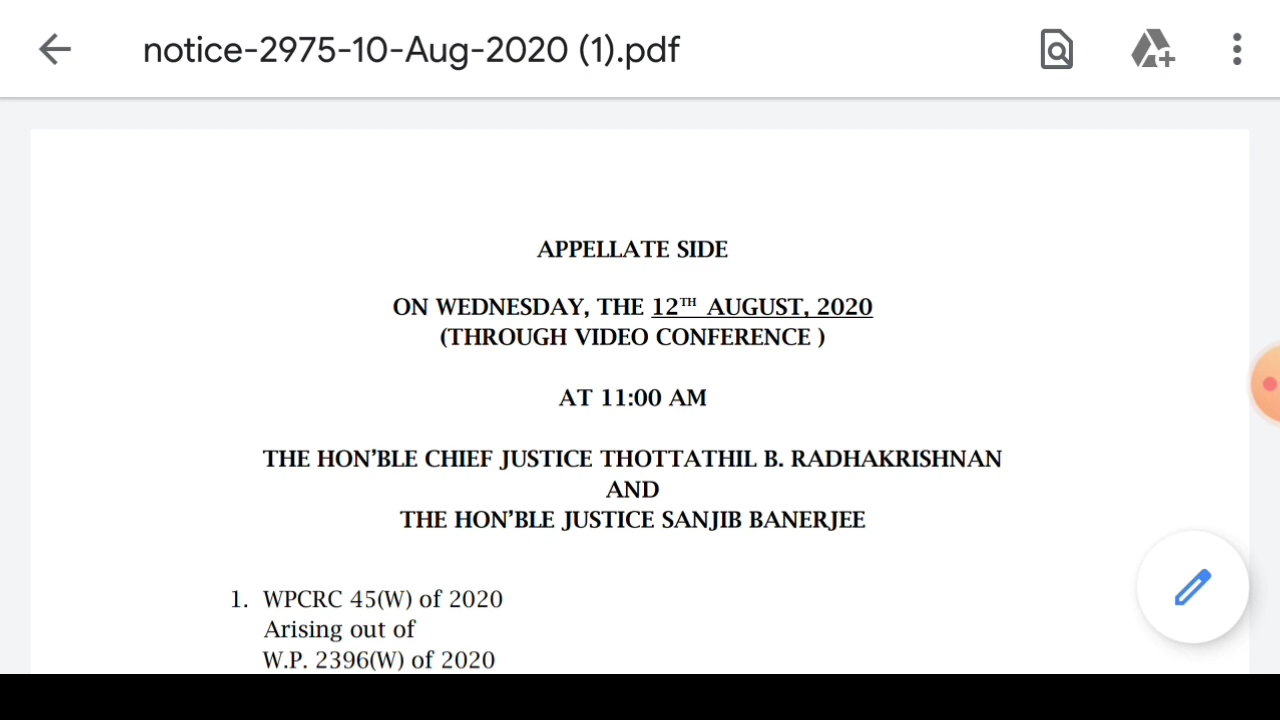 notice-2975-10-Aug-2020 (1).pdf
APPELLATE SIDE
ON WEDNESDAY, THE 12TH AUGUST, 2020
(THROUGH VIDEO CONFERENCE )
AT 11:00 AM
THE HON’BLE CHIEF JUSTICE THOTTATHIL B. RADHAKRISHNAN
AND
THE HON’BLE JUSTICE SANJIB BANERJEE
1. WPCRC 45(W) of 2020
Arising out of
W.P. 2396(W) of 2020